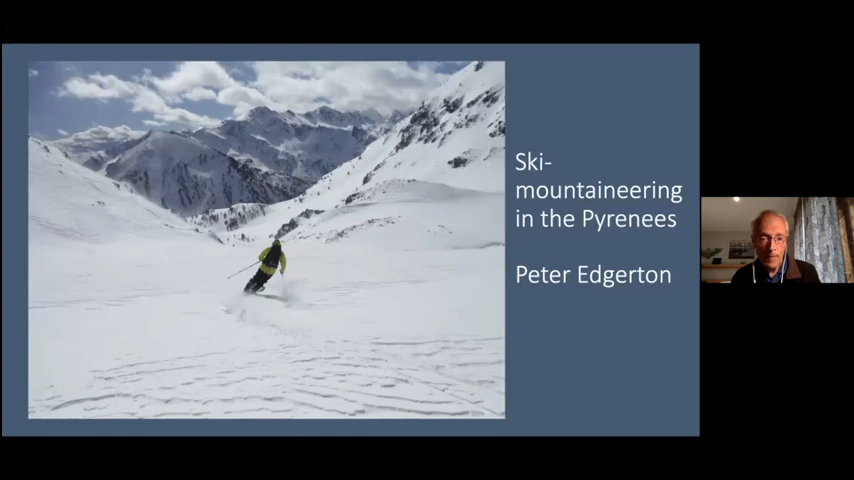 Ski-
mountaineering
in the Pyrenees
Peter Edgerton